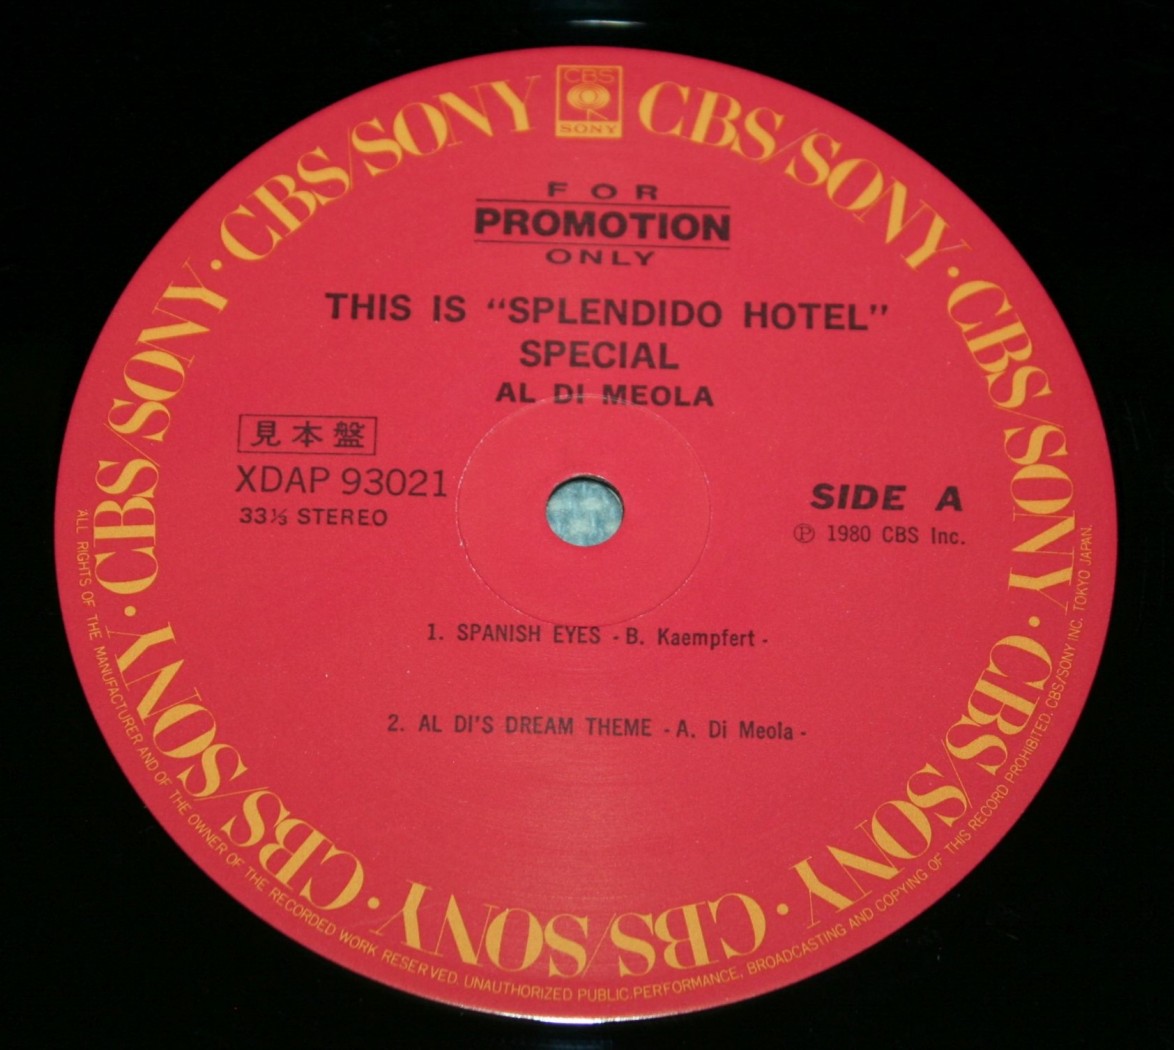 CBS
SONY
CBS/SONY · CBS/SONY · CBS/SONY · CBS/SONY · CBS/SONY · CBS/SONY · CBS/SONY · CBS/SONY
FOR
PROMOTION
ONLY
THIS IS “SPLENDIDO HOTEL”
SPECIAL
AL DI MEOLA
見本盤
XDAP 93021
33⅓ STEREO
SIDE A
Ⓟ 1980 CBS Inc.
1. SPANISH EYES - B. Kaempfert -
2. AL DI'S DREAM THEME - A. Di Meola -
ALL RIGHTS OF THE MANUFACTURER AND OF THE OWNER OF THE RECORDED WORK RESERVED. UNAUTHORIZED PUBLIC PERFORMANCE, BROADCASTING AND COPYING OF THIS RECORD PROHIBITED. CBS/SONY INC. TOKYO JAPAN.